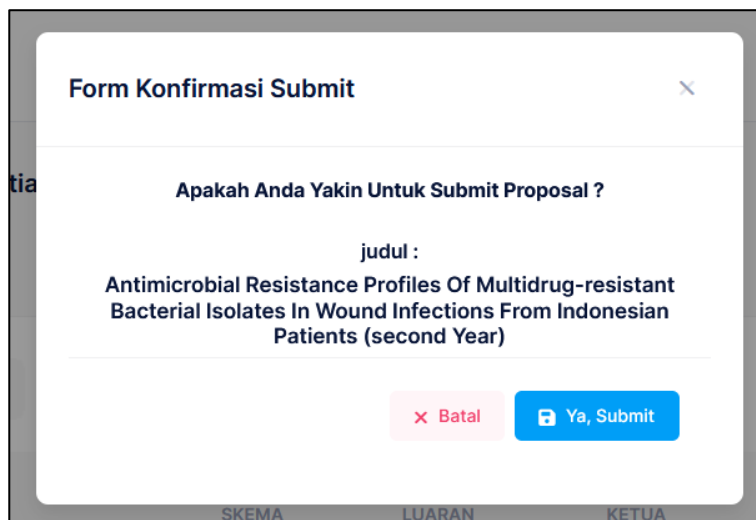 Form Konfirmasi Submit
tia
Apakah Anda Yakin Untuk Submit Proposal ?
judul :
Antimicrobial Resistance Profiles Of Multidrug-resistant
Bacterial Isolates In Wound Infections From Indonesian
Patients (second Year)
Batal
Ya, Submit
SKEMA
LUARAN
KETUA